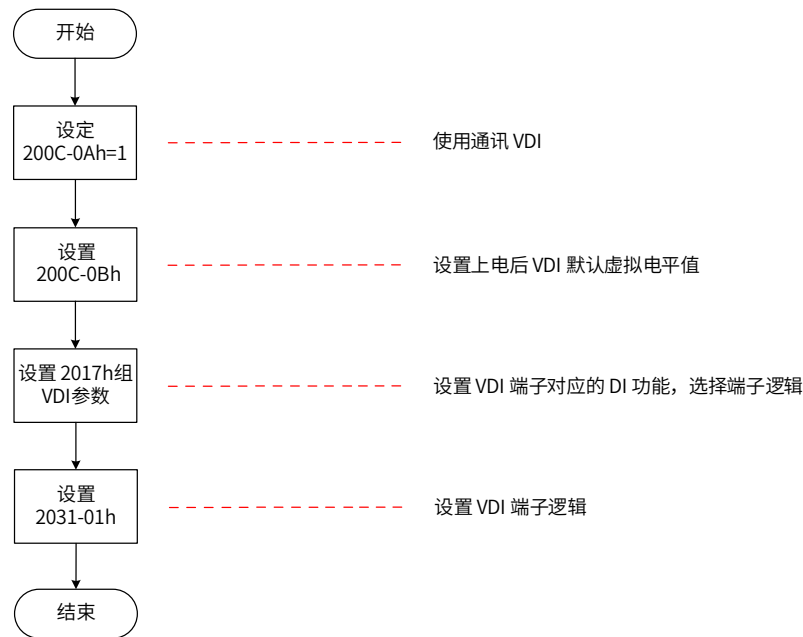 开始
设定
200C-0Ah=1
使用通讯 VDI
设置
200C-0Bh
设置上电后 VDI 默认虚拟电平值
设置 2017h组
VDI参数
设置 VDI 端子对应的 DI 功能，选择端子逻辑
设置
2031-01h
设置 VDI 端子逻辑
结束